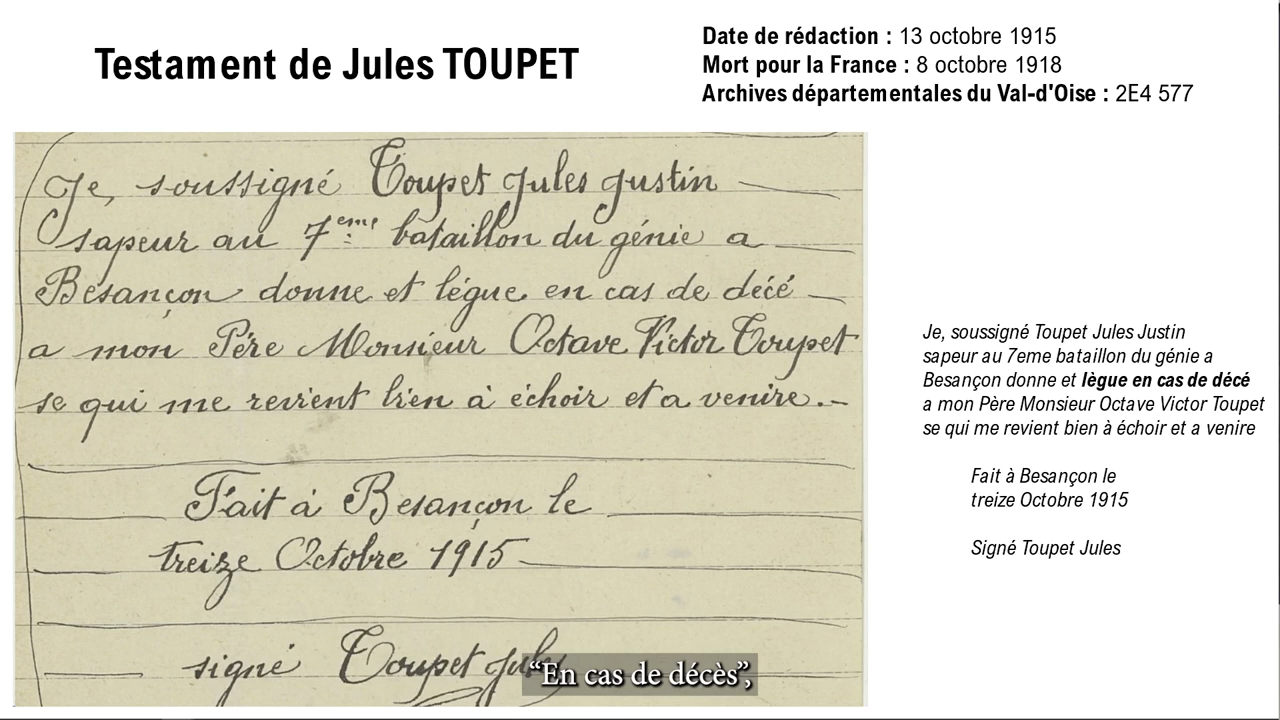 Testament de Jules TOUPET
Date de rédaction : 13 octobre 1915
Mort pour la France : 8 octobre 1918
Archives départementales du Val-d'Oise : 2E4 577
Je, soussigné Toupet Jules Justin
sapeur au 7eme bataillon du génie a
Besançon donne et légue en cas de décé
a mon Pére Monsieur Octave Victor Toupet
se qui me revient bien à échoir et a venire.
Fait à Besançon le
treize Octobre 1915
signé Toupet Jules
Je, soussigné Toupet Jules Justin
sapeur au 7eme bataillon du génie a
Besançon donne et lègue en cas de décé
a mon Père Monsieur Octave Victor Toupet
se qui me revient bien à échoir et a venire
Fait à Besançon le
treize Octobre 1915
Signé Toupet Jules
“En cas de décès”,